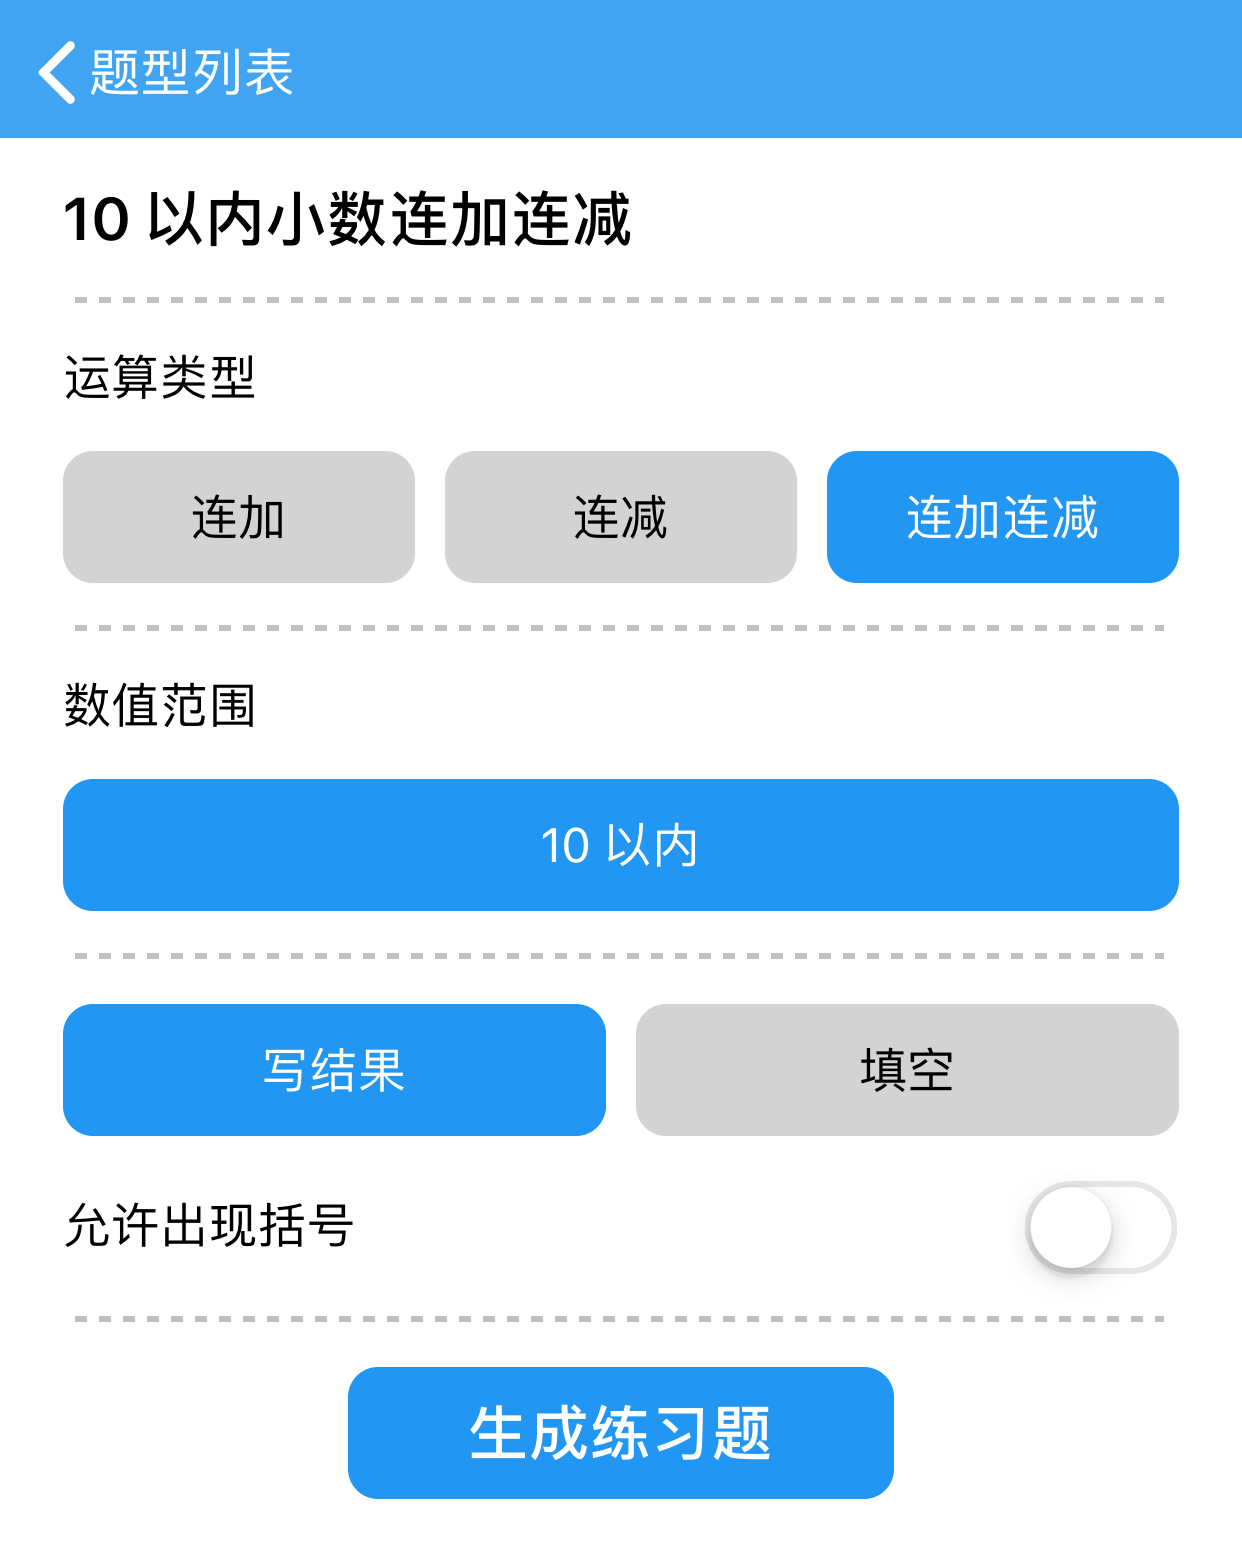 题型列表
10 以内小数连加连减
运算类型
连加 连减 连加连减
数值范围
10 以内
写结果 填空
允许出现括号
生成练习题